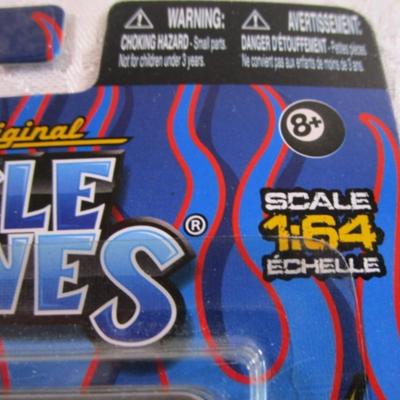 WARNING:
CHOKING HAZARD - Small parts.
Not for children under 3 years.
AVERTISSEMENT:
DANGER D'ÉTOUFFEMENT - Petites pièces
Ne convient pas aux enfants de moins de 3 ans.
8+
SCALE
1:64
ÉCHELLE
®